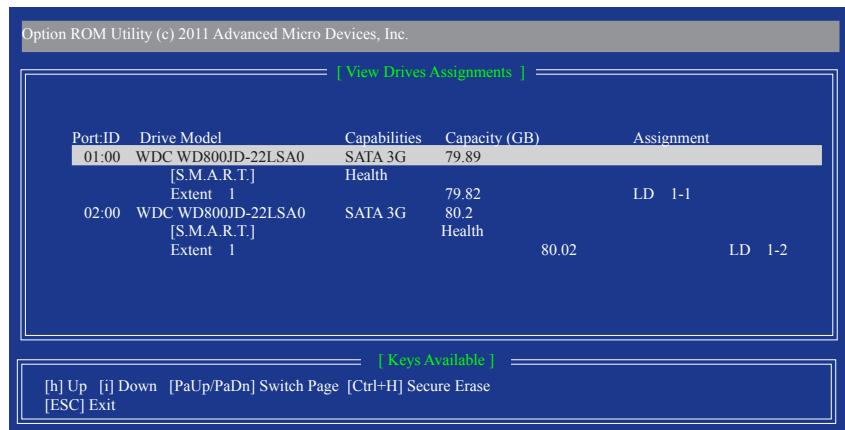 Option ROM Utility (c) 2011 Advanced Micro Devices, Inc.
[ View Drives Assignments ]
Port:ID Drive Model Capabilities Capacity (GB) Assignment
01:00 WDC WD800JD-22LSA0 SATA 3G 79.89
[S.M.A.R.T.] Health
Extent 1 79.82 LD 1-1
02:00 WDC WD800JD-22LSA0 SATA 3G 80.2
[S.M.A.R.T.] Health
Extent 1 80.02 LD 1-2
[ Keys Available ]
[h] Up [i] Down [PaUp/PaDn] Switch Page [Ctrl+H] Secure Erase
[ESC] Exit